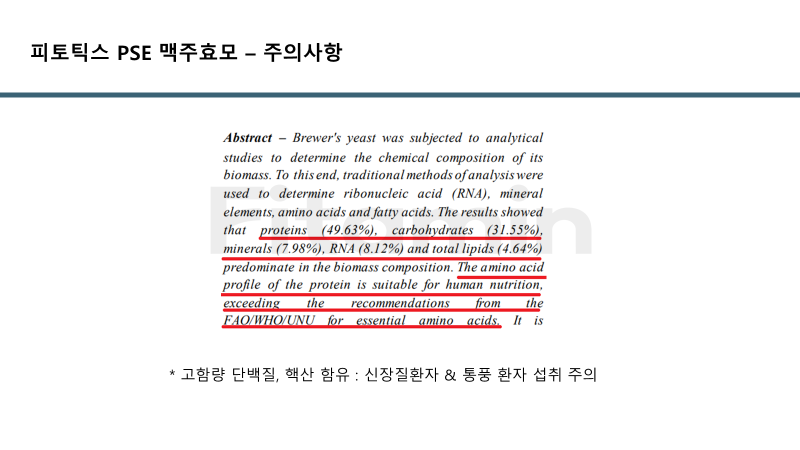 피토틱스 PSE 맥주효모 – 주의사항
Abstract – Brewer's yeast was subjected to analytical
studies to determine the chemical composition of its
biomass. To this end, traditional methods of analysis were
used to determine ribonucleic acid (RNA), mineral
elements, amino acids and fatty acids. The results showed
that proteins (49.63%), carbohydrates (31.55%),
minerals (7.98%), RNA (8.12%) and total lipids (4.64%)
predominate in the biomass composition. The amino acid
profile of the protein is suitable for human nutrition,
exceeding the recommendations from the
FAO/WHO/UNU for essential amino acids. It is
* 고함량 단백질, 핵산 함유 : 신장질환자 & 통풍 환자 섭취 주의